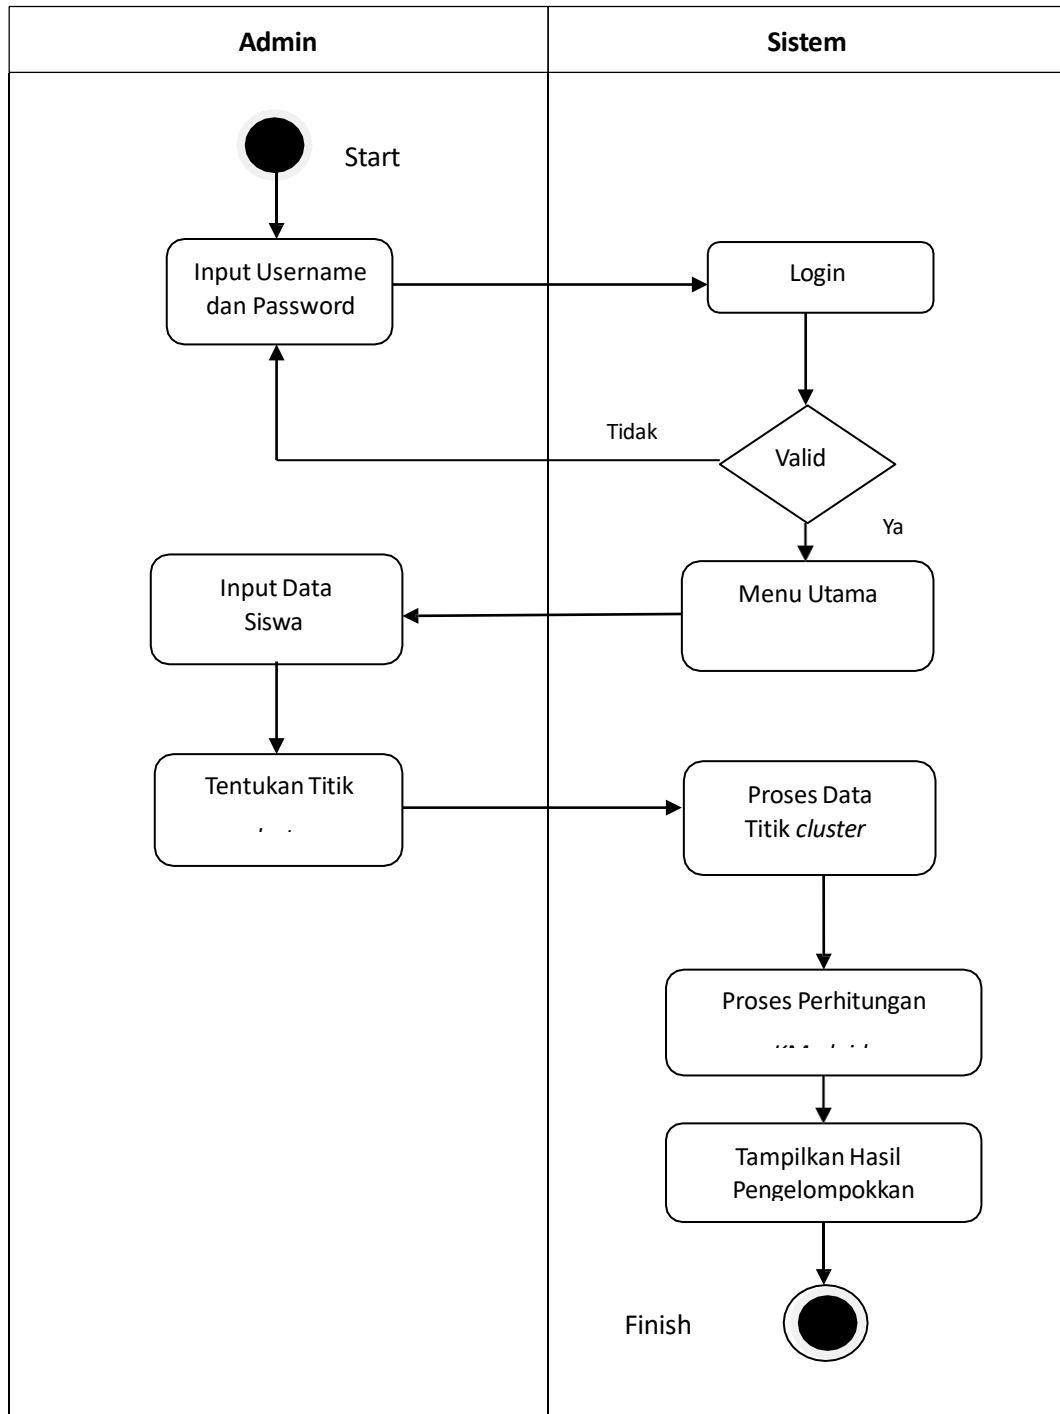 Admin
Sistem
Start
Input Username
dan Password
Login
Tidak
Valid
Ya
Input Data
Siswa
Menu Utama
Tentukan Titik
Proses Data
Titik cluster
Proses Perhitungan
Tampilkan Hasil
Pengelompokkan
Finish